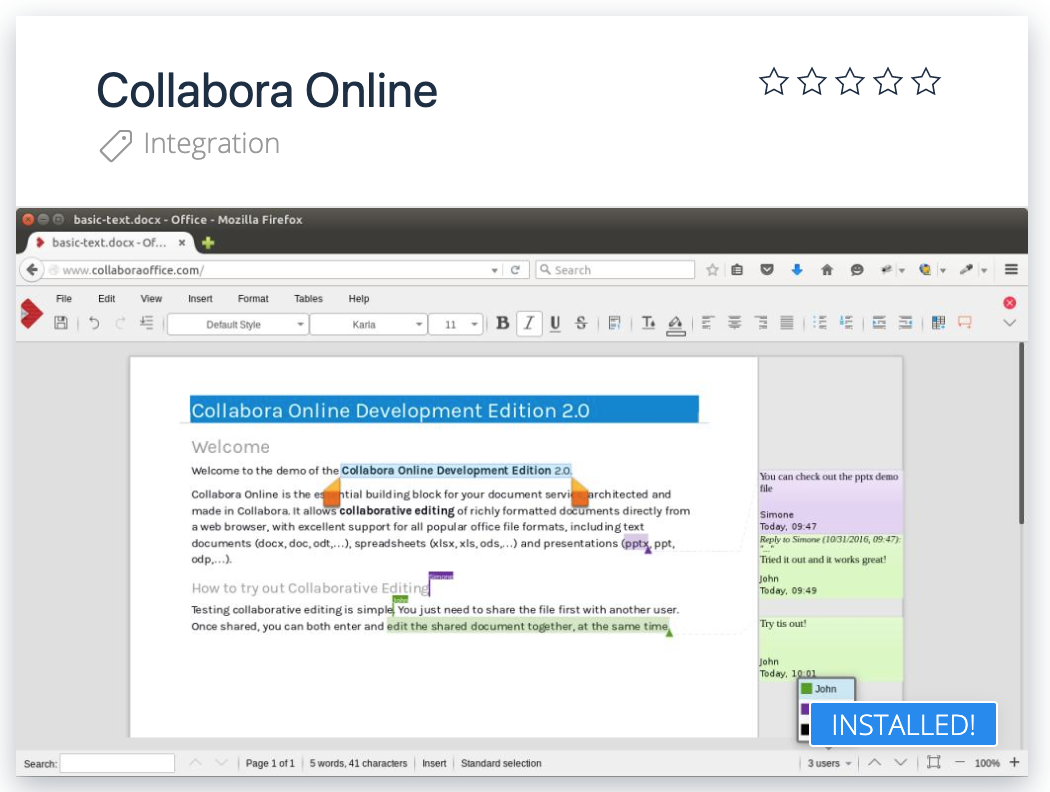 Collabora Online
Integration
basic-text.docx - Office - Mozilla Firefox
basic-text.docx - Of...
www.collaboraoffice.com/
Search
File Edit View Insert Format Tables Help
Default Style Karla 11 B I U S
Collabora Online Development Edition 2.0
Welcome
Welcome to the demo of the Collabora Online Development Edition 2.0.
Collabora Online is the essential building block for your document service, architected and
made in Collabora. It allows collaborative editing of richly formatted documents directly from
a web browser, with excellent support for all popular office file formats, including text
documents (docx, doc, odt,...), spreadsheets (xlsx, xls, ods,...) and presentations (pptx, ppt,
odp,...).
Simone
How to try out Collaborative Editing
John
Testing collaborative editing is simple. You just need to share the file first with another user.
Once shared, you can both enter and edit the shared document together, at the same time.
You can check out the pptx demo
file
Simone
Today, 09:47
Reply to Simone (10/31/2016, 09:47):
"..."
Tried it out and it works great!
John
Today, 09:49
Try tis out!
John
Today, 10:01
John
INSTALLED!
Search: Page 1 of 1 5 words, 41 characters Insert Standard selection 3 users 100%